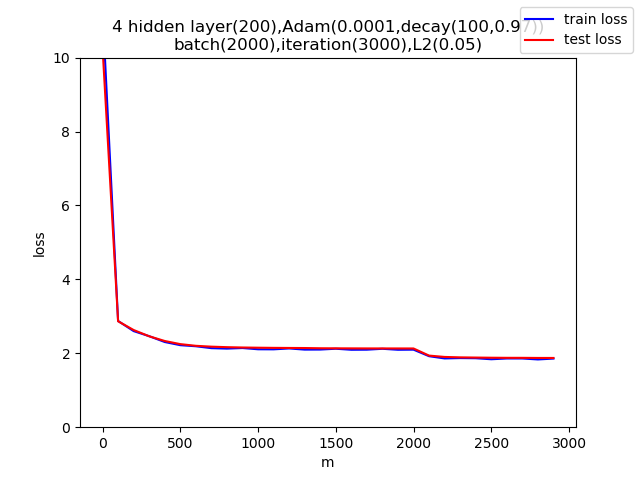 4 hidden layer(200),Adam(0.0001,decay(100,0.97))
batch(2000),iteration(3000),L2(0.05)
train loss
test loss
10
8
6
4
2
0
loss
0
500
1000
1500
2000
2500
3000
m